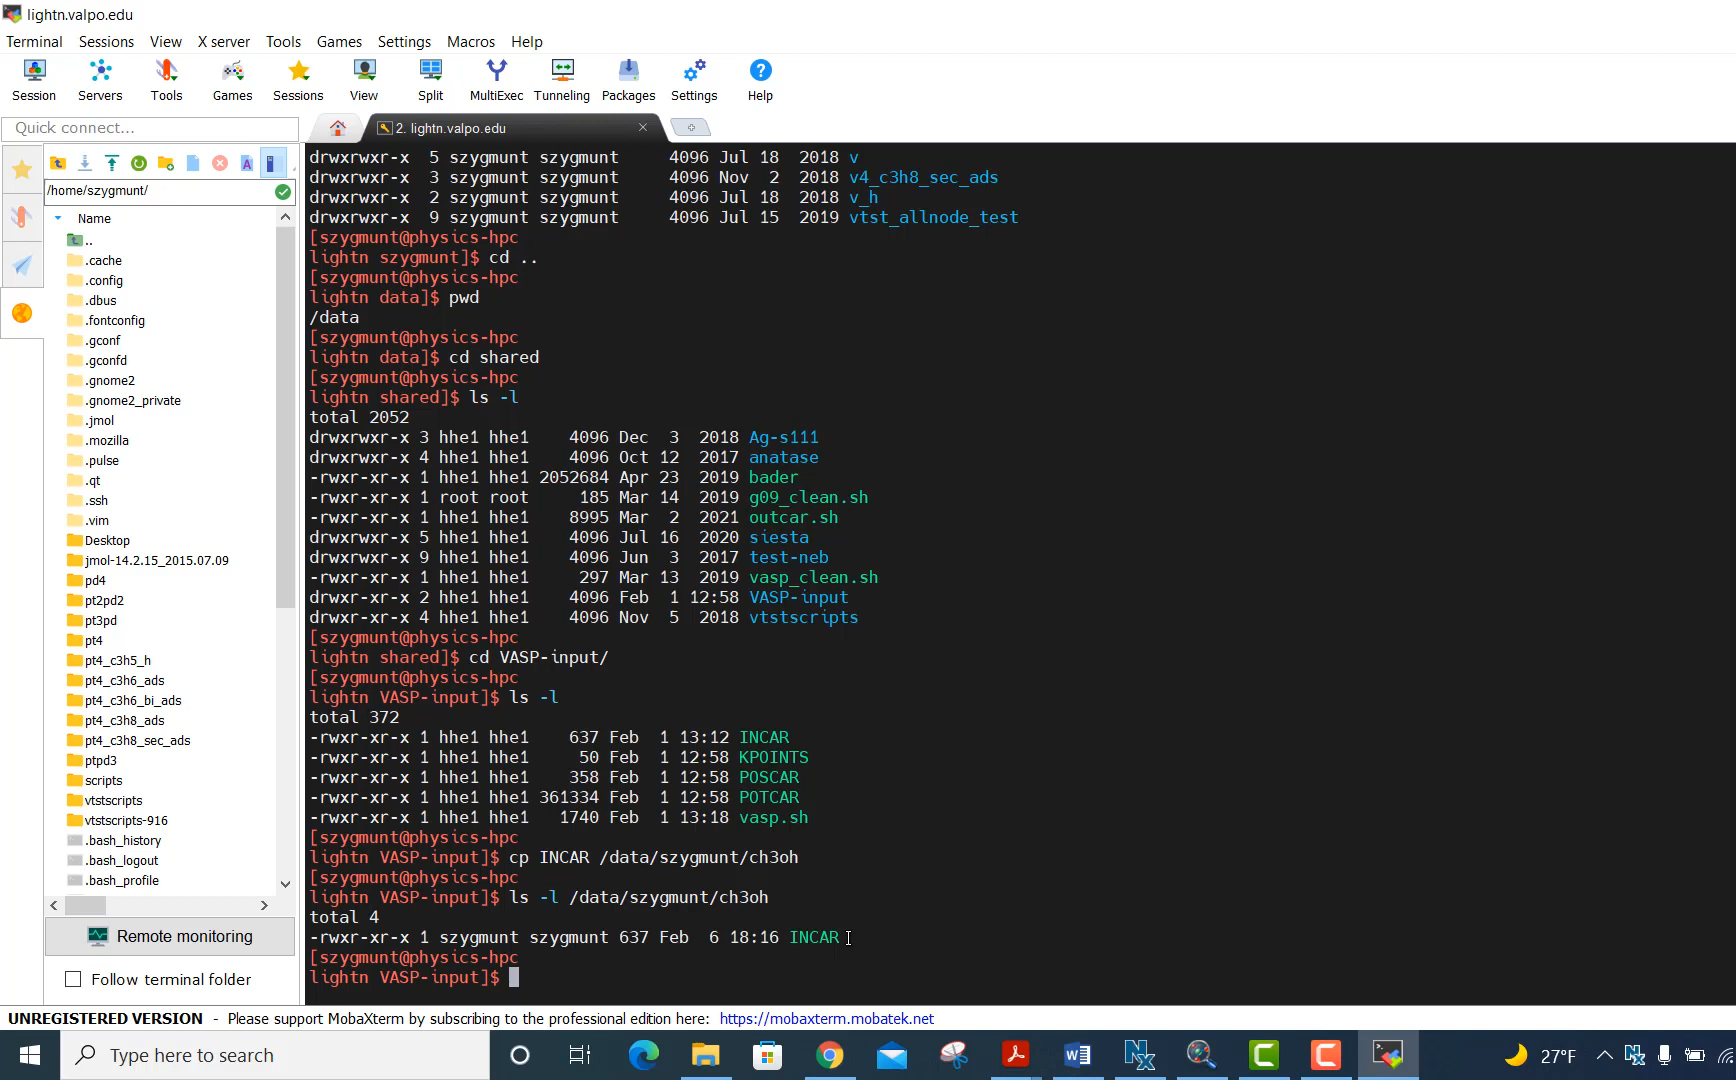 lightn.valpo.edu
Terminal Sessions View X server Tools Games Settings Macros Help
Session Servers Tools Games Sessions View Split MultiExec Tunneling Packages Settings Help
Quick connect...
2. lightn.valpo.edu
/home/szygmunt/
Name
..
.cache
.config
.dbus
.fontconfig
.gconf
.gconfd
.gnome2
.gnome2_private
.jmol
.mozilla
.pulse
.qt
.ssh
.vim
Desktop
jmol-14.2.15_2015.07.09
pd4
pt2pd2
pt3pd
pt4
pt4_c3h5_h
pt4_c3h6_ads
pt4_c3h6_bi_ads
pt4_c3h8_ads
pt4_c3h8_sec_ads
ptpd3
scripts
vtstscripts
vtstscripts-916
.bash_history
.bash_logout
.bash_profile
Remote monitoring
Follow terminal folder
drwxrwxr-x 5 szygmunt szygmunt 4096 Jul 18 2018 v
drwxrwxr-x 3 szygmunt szygmunt 4096 Nov 2 2018 v4_c3h8_sec_ads
drwxrwxr-x 2 szygmunt szygmunt 4096 Jul 18 2018 v_h
drwxrwxr-x 9 szygmunt szygmunt 4096 Jul 15 2019 vtst_allnode_test
[szygmunt@physics-hpc
lightn szygmunt]$ cd ..
[szygmunt@physics-hpc
lightn data]$ pwd
/data
[szygmunt@physics-hpc
lightn data]$ cd shared
[szygmunt@physics-hpc
lightn shared]$ ls -l
total 2052
drwxrwxr-x 3 hhe1 hhe1 4096 Dec 3 2018 Ag-s111
drwxrwxr-x 4 hhe1 hhe1 4096 Oct 12 2017 anatase
-rwxr-xr-x 1 hhe1 hhe1 2052684 Apr 23 2019 bader
-rwxr-xr-x 1 root root 185 Mar 14 2019 g09_clean.sh
-rwxr-xr-x 1 hhe1 hhe1 8995 Mar 2 2021 outcar.sh
drwxr-xr-x 5 hhe1 hhe1 4096 Jul 16 2020 siesta
drwxrwxr-x 9 hhe1 hhe1 4096 Jun 3 2017 test-neb
-rwxr-xr-x 1 hhe1 hhe1 297 Mar 13 2019 vasp_clean.sh
drwxr-xr-x 2 hhe1 hhe1 4096 Feb 1 12:58 VASP-input
drwxr-xr-x 4 hhe1 hhe1 4096 Nov 5 2018 vtstscripts
[szygmunt@physics-hpc
lightn shared]$ cd VASP-input/
[szygmunt@physics-hpc
lightn VASP-input]$ ls -l
total 372
-rwxr-xr-x 1 hhe1 hhe1 637 Feb 1 13:12 INCAR
-rwxr-xr-x 1 hhe1 hhe1 50 Feb 1 12:58 KPOINTS
-rwxr-xr-x 1 hhe1 hhe1 358 Feb 1 12:58 POSCAR
-rwxr-xr-x 1 hhe1 hhe1 361334 Feb 1 12:58 POTCAR
-rwxr-xr-x 1 hhe1 hhe1 1740 Feb 1 13:18 vasp.sh
[szygmunt@physics-hpc
lightn VASP-input]$ cp INCAR /data/szygmunt/ch3oh
[szygmunt@physics-hpc
lightn VASP-input]$ ls -l /data/szygmunt/ch3oh
total 4
-rwxr-xr-x 1 szygmunt szygmunt 637 Feb 6 18:16 INCAR
[szygmunt@physics-hpc
lightn VASP-input]$
UNREGISTERED VERSION - Please support MobaXterm by subscribing to the professional edition here: https://mobaxterm.mobatek.net
Type here to search
27°F